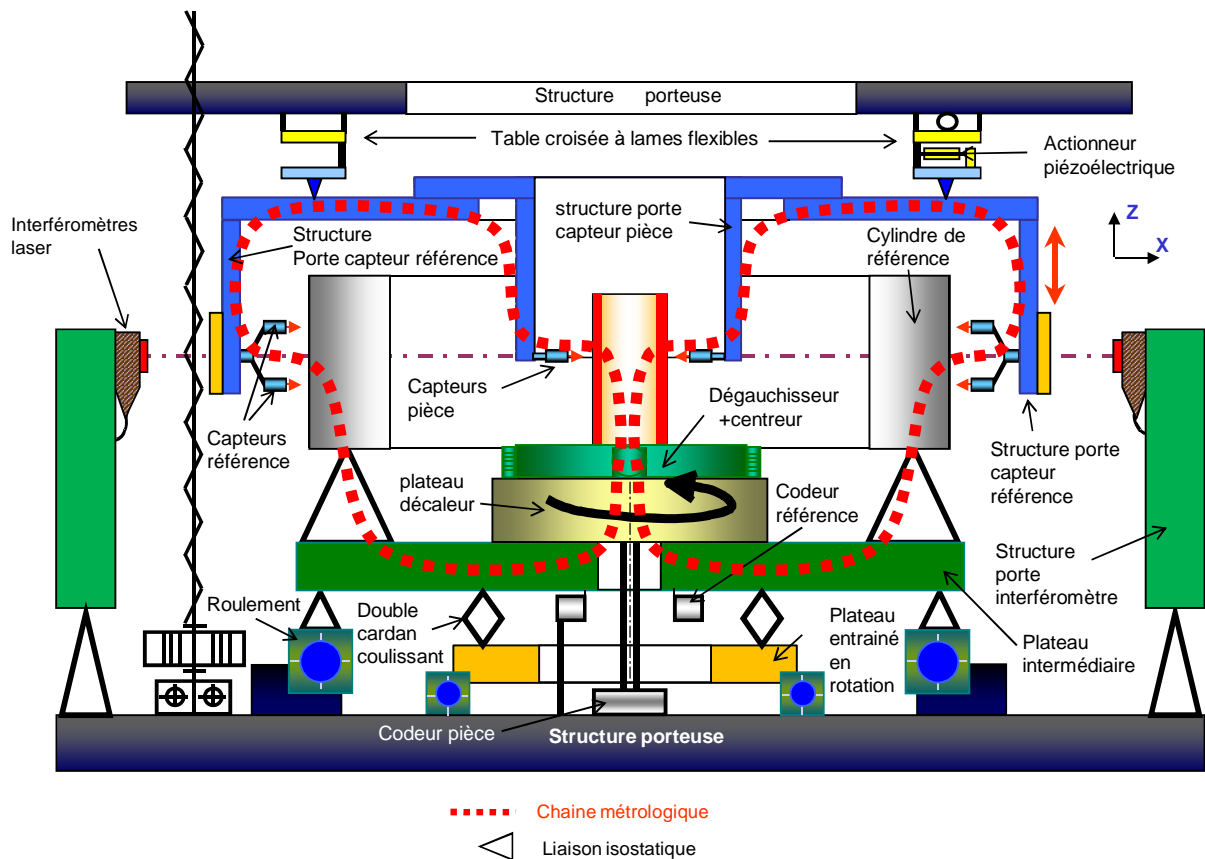 Structure porteuse
Table croisée à lames flexibles
Actionneur
piézoélectrique
Interféromètres
laser
Structure
Porte capteur référence
structure porte
capteur pièce
Cylindre de
référence
Z
X
Capteurs
pièce
Capteurs
référence
Dégauchisseur
+centreur
Structure porte
capteur
référence
plateau
décaleur
Codeur
référence
Structure
porte
interféromètre
Roulement
Double
cardan
coulissant
Plateau
entrainé
en
rotation
Plateau
intermédiaire
Codeur pièce
Structure porteuse
Chaine métrologique
Liaison isostatique